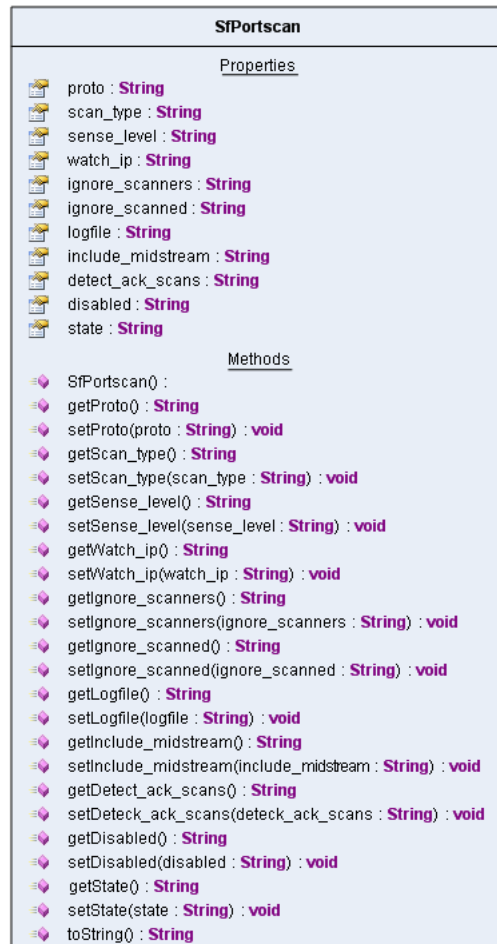 SfPortscan
Properties
proto : String
scan_type : String
sense_level : String
watch_ip : String
ignore_scanners : String
ignore_scanned : String
logfile : String
include_midstream : String
detect_ack_scans : String
disabled : String
state : String
Methods
SfPortscan() :
getProto() : String
setProto(proto : String) : void
getScan_type() : String
setScan_type(scan_type : String) : void
getSense_level() : String
setSense_level(sense_level : String) : void
getWatch_ip() : String
setWatch_ip(watch_ip : String) : void
getIgnore_scanners() : String
setIgnore_scanners(ignore_scanners : String) : void
getIgnore_scanned() : String
setIgnore_scanned(ignore_scanned : String) : void
getLogfile() : String
setLogfile(logfile : String) : void
getInclude_midstream() : String
setInclude_midstream(include_midstream : String) : void
getDetect_ack_scans() : String
setDeteck_ack_scans(deteck_ack_scans : String) : void
getDisabled() : String
setDisabled(disabled : String) : void
getState() : String
setState(state : String) : void
toString() : String